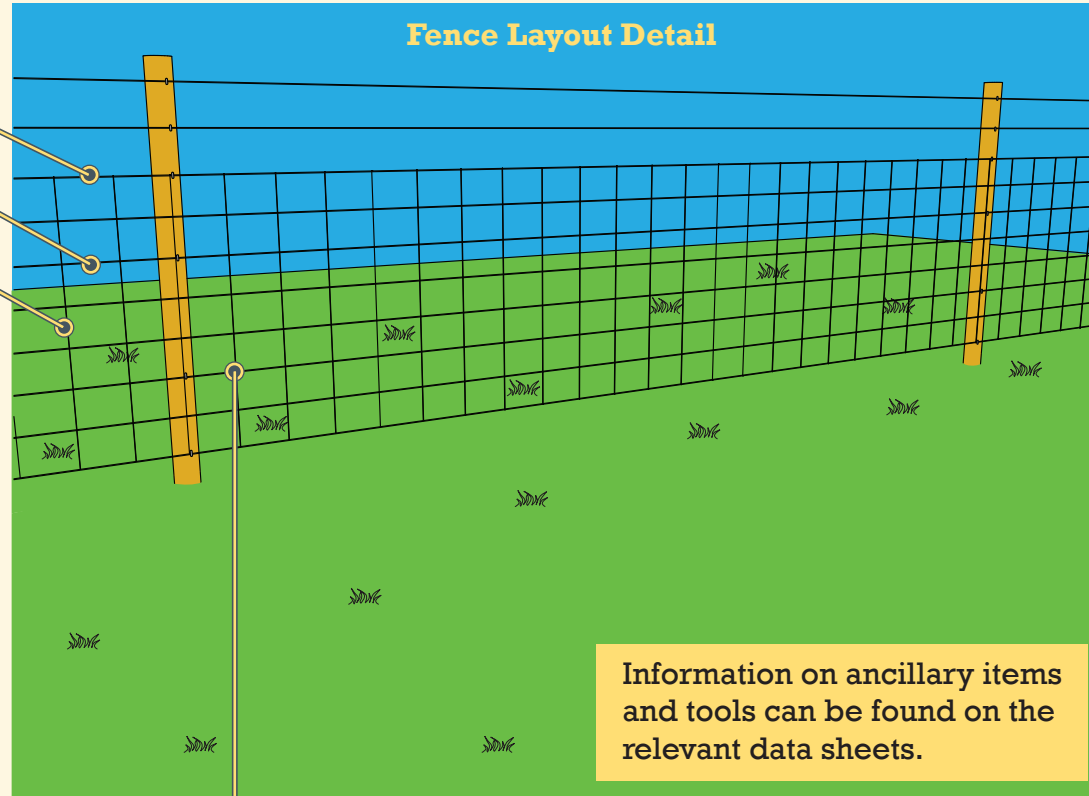 Fence Layout Detail
Information on ancillary items
and tools can be found on the
relevant data sheets.